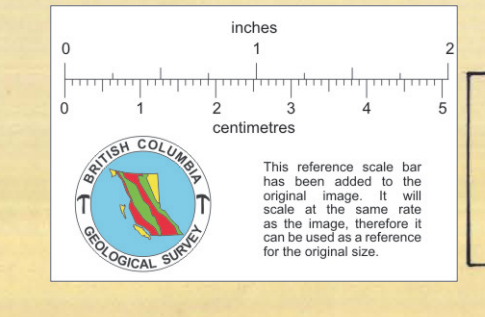 inches
0 1 2
0 1 2 3 4 5
centimetres
BRITISH COLUMBIA
GEOLOGICAL SURVEY
This reference scale bar
has been added to the
original image. It will
scale at the same rate
as the image, therefore it
can be used as a reference
for the original size.